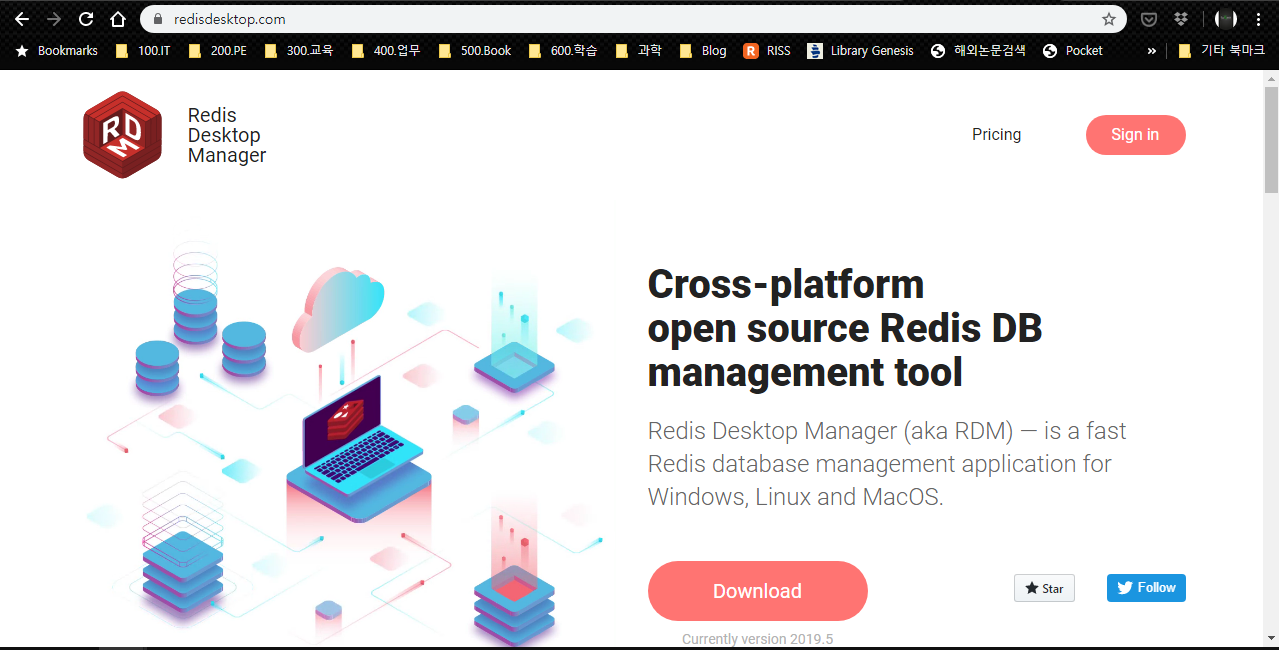 redisdesktop.com
Bookmarks 100.IT 200.PE 300.교육 400.업무 500.Book 600.학습 과학 Blog R RISS Library Genesis 해외논문검색 Pocket » 기타 북마크
RDM
Redis
Desktop
Manager
Pricing
Sign in
Cross-platform
open source Redis DB
management tool
Redis Desktop Manager (aka RDM) — is a fast
Redis database management application for
Windows, Linux and MacOS.
Download
Star
Follow
Currently version 2019.5